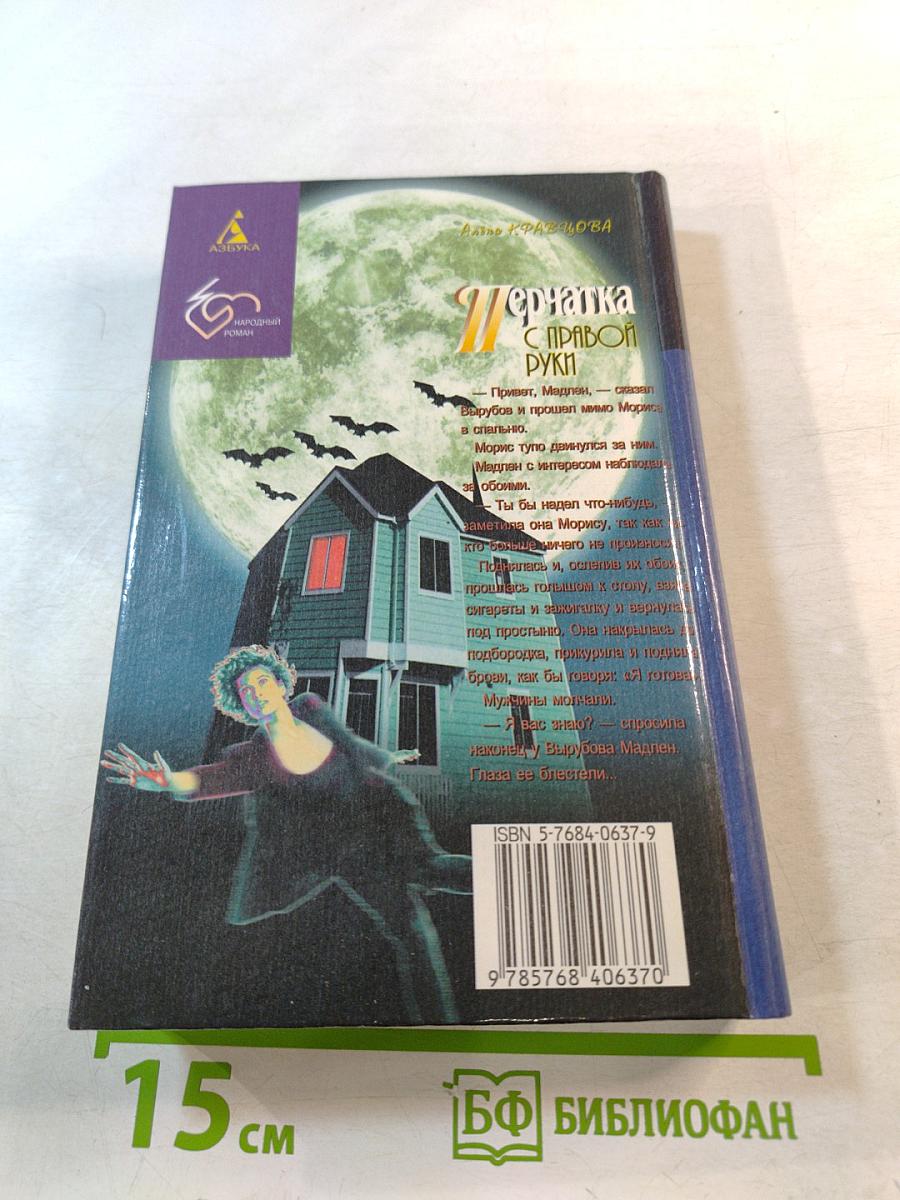 АЗБУКА
НАРОДНЫЙ
РОМАН
КРАВЦОВА
Перчатка
С ПРАВОЙ
РУКИ
— Привет, Мадлен, — сказал
Вырубов и прошел мимо Мориса
в спальню.
Морис тупо двинулся за ним.
Мадлен с интересом наблюдала
за обоими.
— Ты бы надел что-нибудь, —
заметила она Морису, так как
кто больше ничего не произносил.
Поднялась и, ослепив их обоих,
прошлась голышом к столу, взяла
сигареты и зажигалку и вернулась
под простыню. Она накрылась до
подбородка, прикурила и подняла
брови, как бы говоря: «Я готова».
Мужчины молчали.
— Я вас знаю? — спросила
наконец у Вырубова Мадлен.
Глаза ее блестели...
ISBN 5-7684-0637-9
9 785768 406370
15 см
БФ БИБЛИОФАН